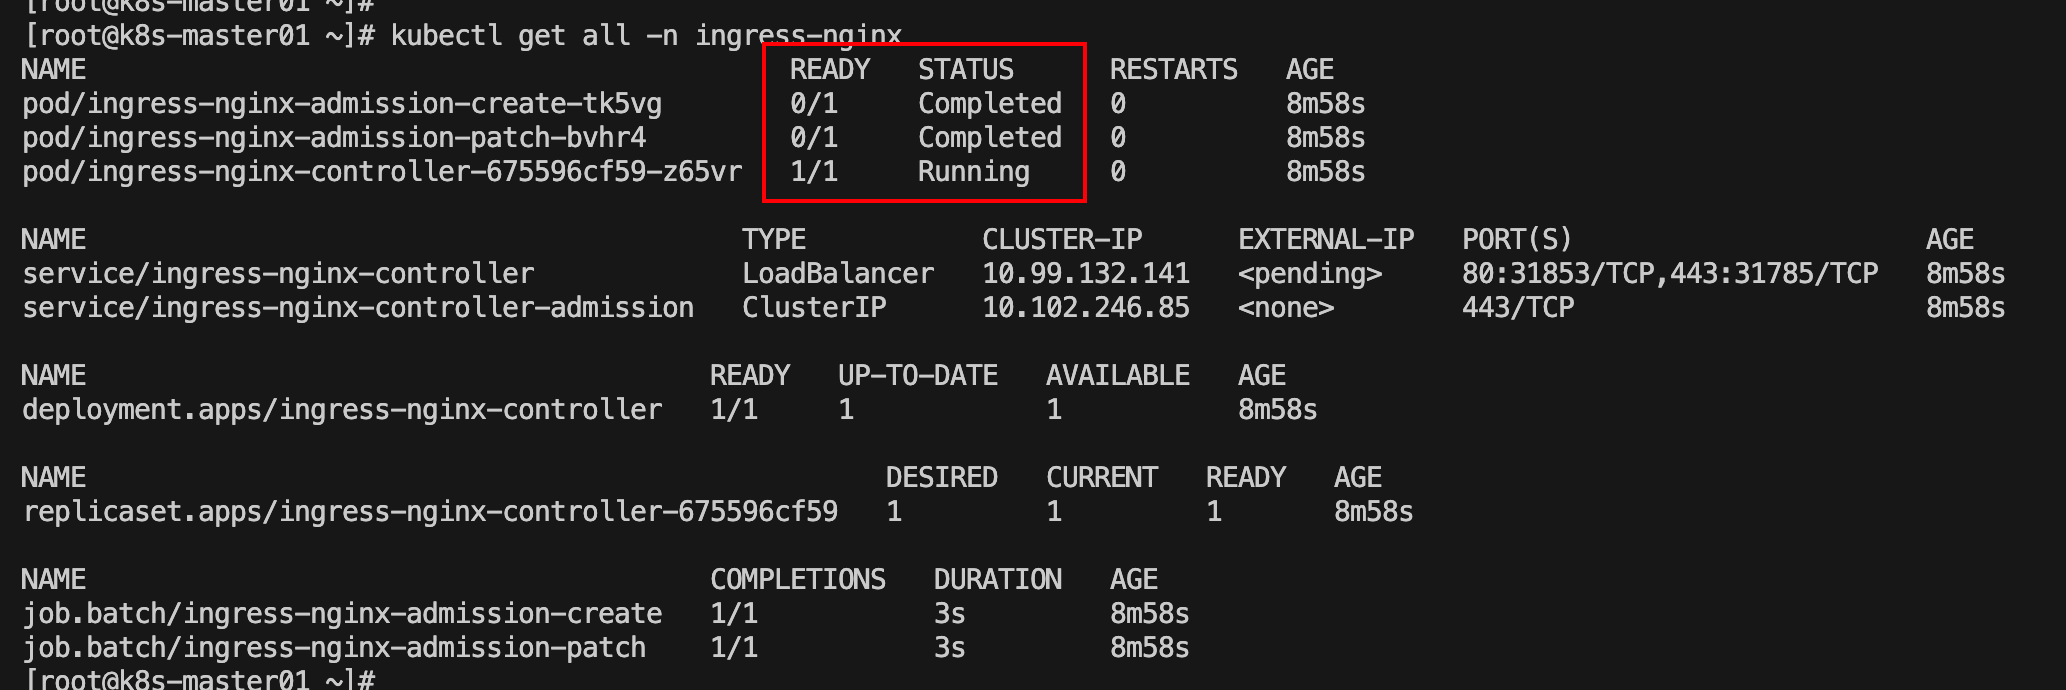 [root@k8s-master01 ~]#
[root@k8s-master01 ~]# kubectl get all -n ingress-nginx
NAME READY STATUS RESTARTS AGE
pod/ingress-nginx-admission-create-tk5vg 0/1 Completed 0 8m58s
pod/ingress-nginx-admission-patch-bvhr4 0/1 Completed 0 8m58s
pod/ingress-nginx-controller-675596cf59-z65vr 1/1 Running 0 8m58s
NAME TYPE CLUSTER-IP EXTERNAL-IP PORT(S) AGE
service/ingress-nginx-controller LoadBalancer 10.99.132.141 <pending> 80:31853/TCP,443:31785/TCP 8m58s
service/ingress-nginx-controller-admission ClusterIP 10.102.246.85 <none> 443/TCP 8m58s
NAME READY UP-TO-DATE AVAILABLE AGE
deployment.apps/ingress-nginx-controller 1/1 1 1 8m58s
NAME DESIRED CURRENT READY AGE
replicaset.apps/ingress-nginx-controller-675596cf59 1 1 1 8m58s
NAME COMPLETIONS DURATION AGE
job.batch/ingress-nginx-admission-create 1/1 3s 8m58s
job.batch/ingress-nginx-admission-patch 1/1 3s 8m58s
[root@k8s-master01 ~]#